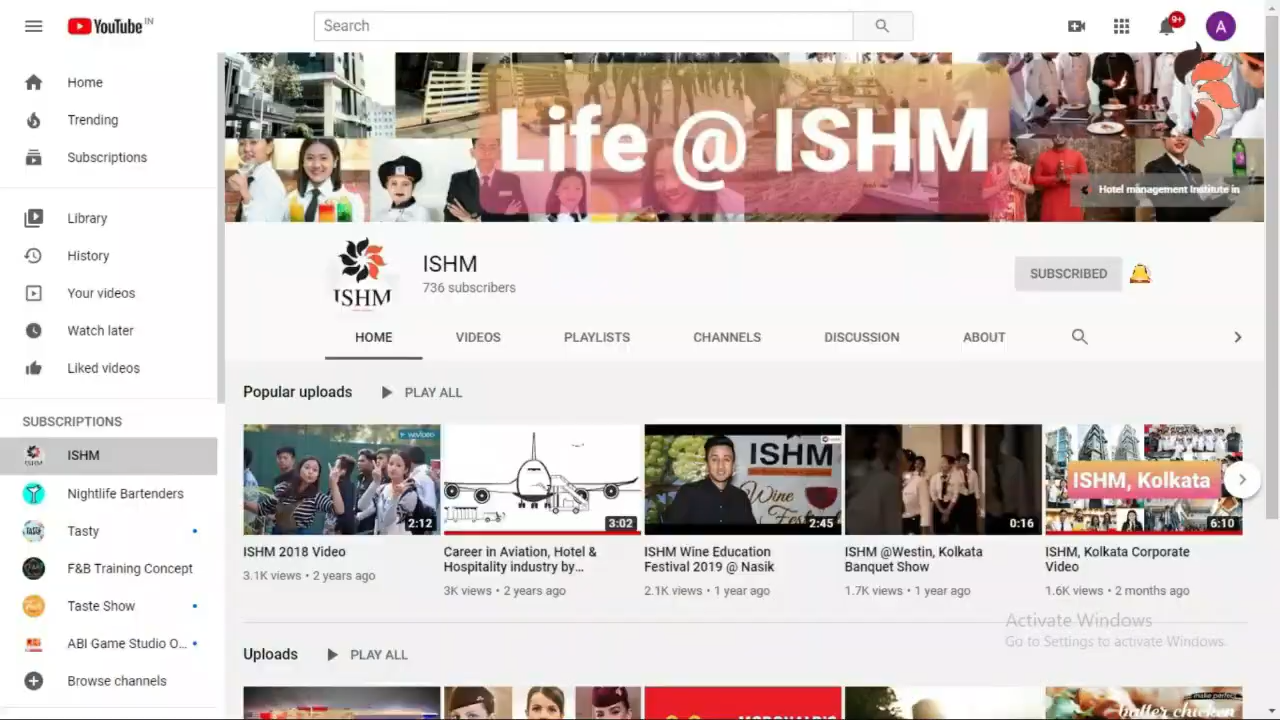 YouTube IN
Search
9+
A
Home
Trending
Subscriptions
Library
History
Your videos
Watch later
Liked videos
SUBSCRIPTIONS
ISHM
Nightlife Bartenders
Tasty
F&B Training Concept
Taste Show
ABI Game Studio O...
Browse channels
Life @ ISHM
Hotel management Institute in
ISHM
ISHM
736 subscribers
SUBSCRIBED
HOME VIDEOS PLAYLISTS CHANNELS DISCUSSION ABOUT
Popular uploads PLAY ALL
2:12
3:02
ISHM
Wine
2:45
0:16
ISHM, Kolkata
6:10
ISHM 2018 Video
3.1K views • 2 years ago
Career in Aviation, Hotel &
Hospitality industry by...
3K views • 2 years ago
ISHM Wine Education
Festival 2019 @ Nasik
2.1K views • 1 year ago
ISHM @Westin, Kolkata
Banquet Show
1.7K views • 1 year ago
ISHM, Kolkata Corporate
Video
1.6K views • 2 months ago
Activate Windows
Go to Settings to activate Windows.
Uploads PLAY ALL
make perfect
butter chicken